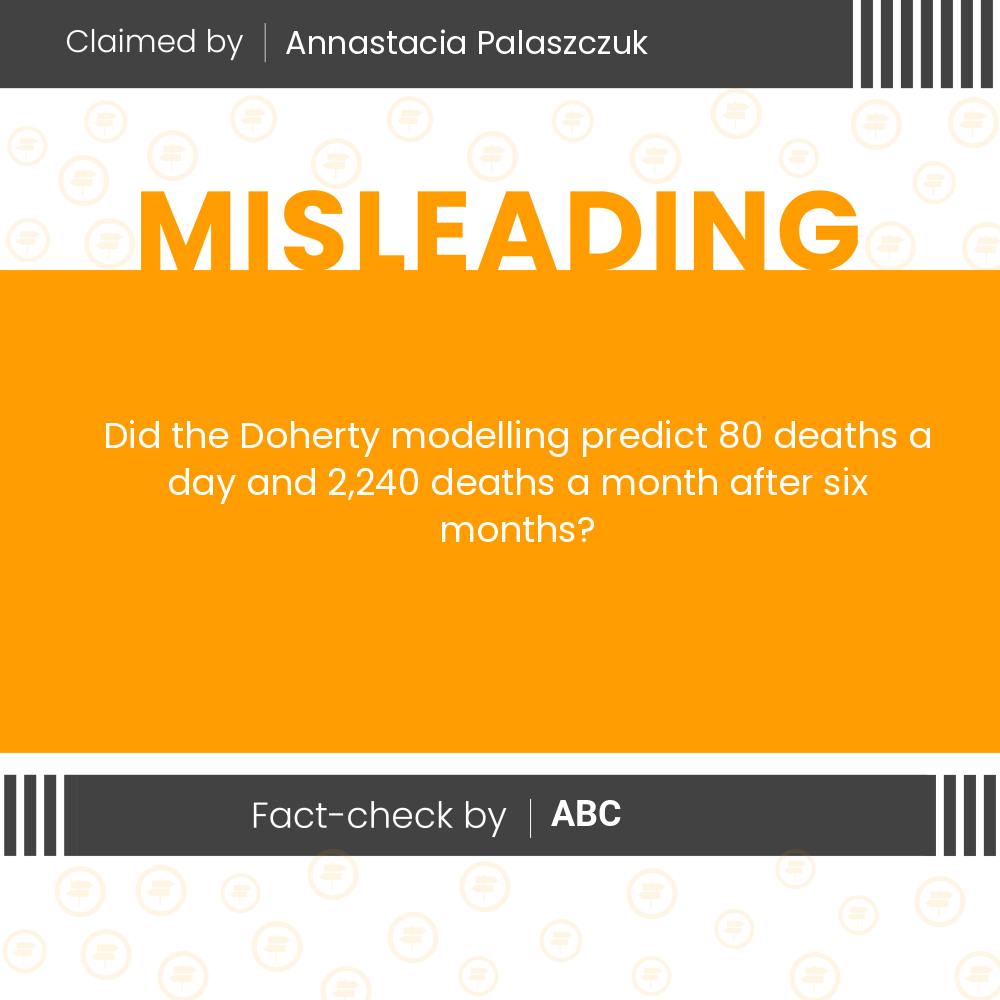 Claimed by Annastacia Palaszczuk
MISLEADING
Did the Doherty modelling predict 80 deaths a
day and 2,240 deaths a month after six
months?
Fact-check by ABC